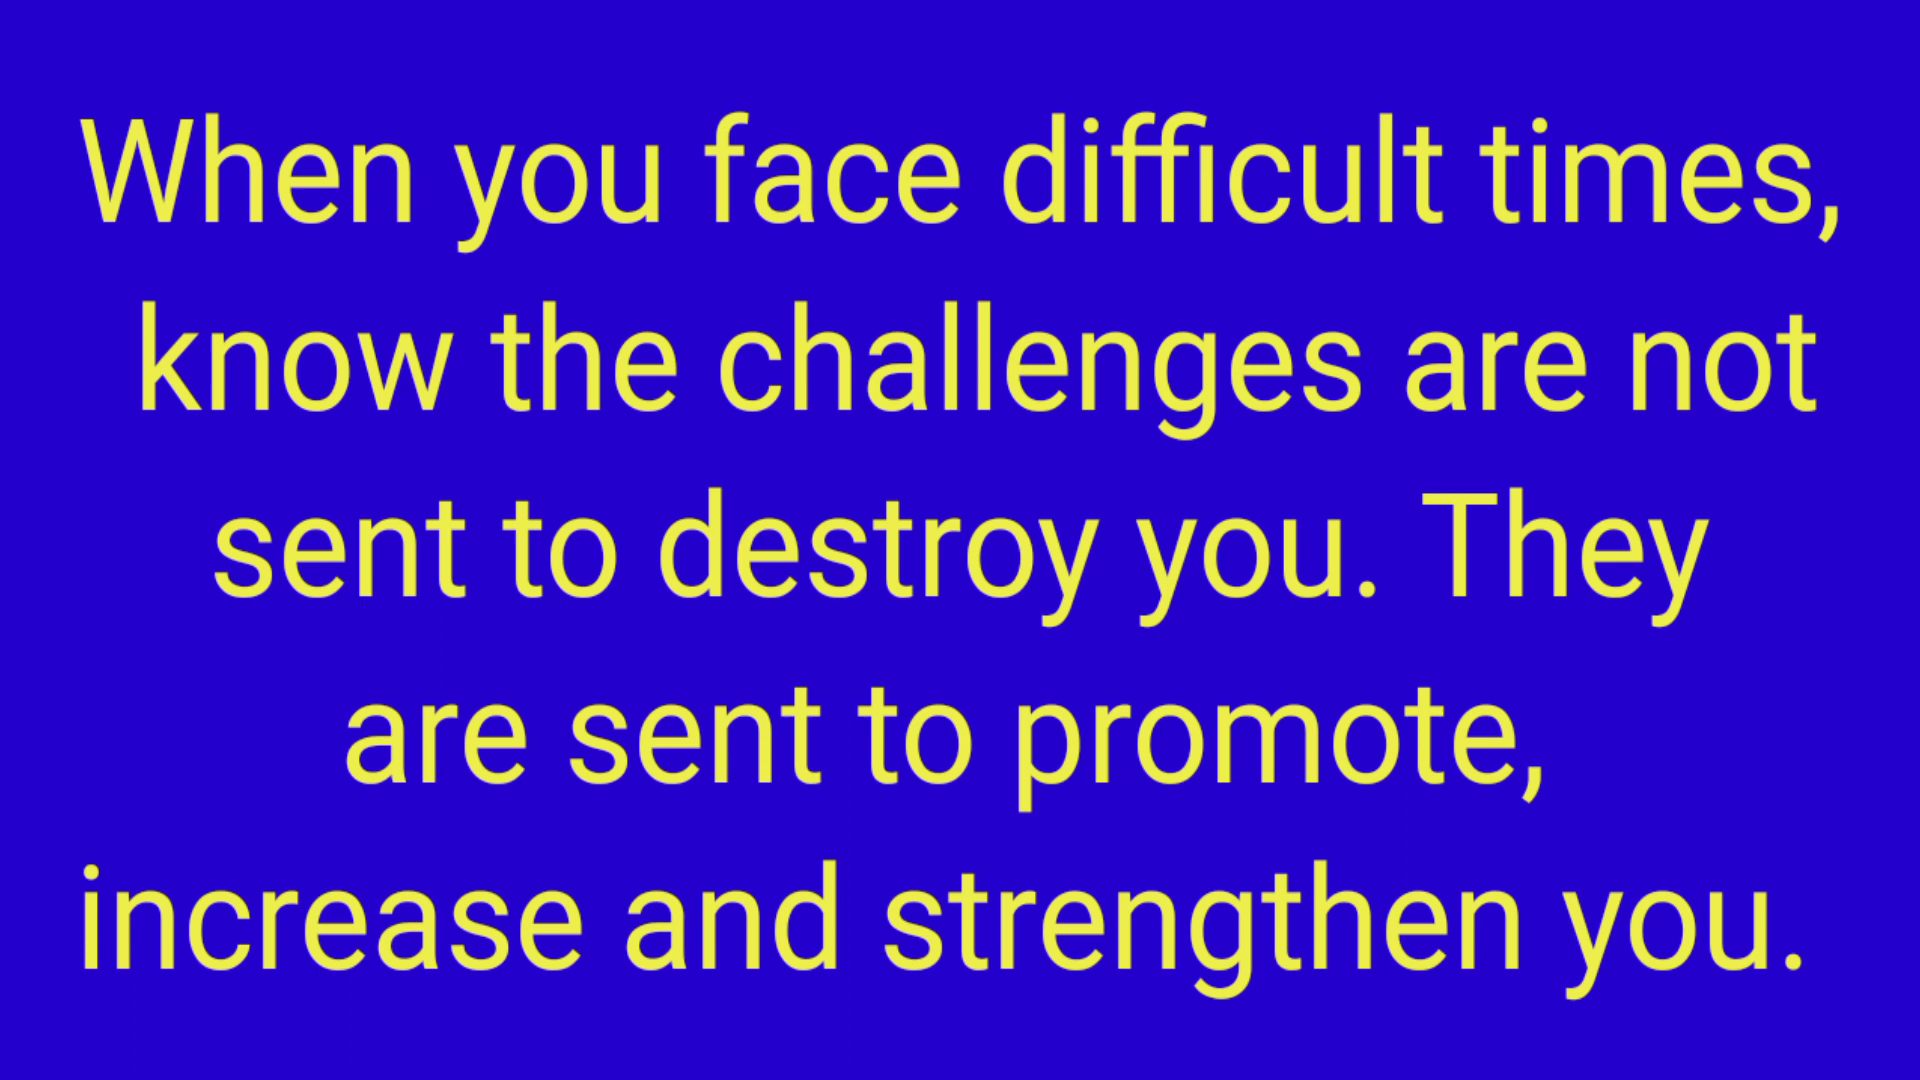 When you face difficult times,
know the challenges are not
sent to destroy you. They
are sent to promote,
increase and strengthen you.